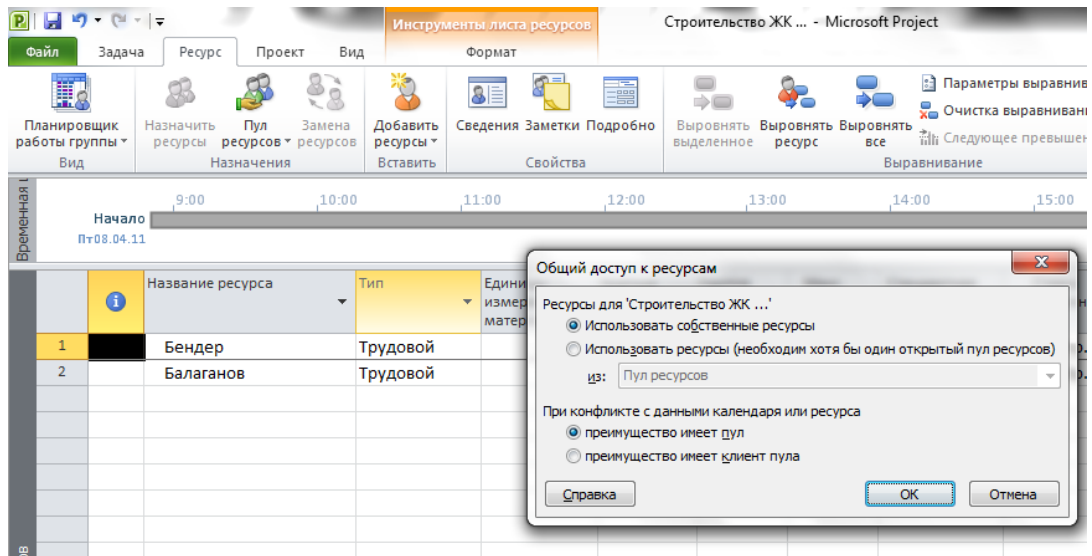 Инструменты листа ресурсов
Строительство ЖК ... - Microsoft Project
Файл Задача Ресурс Проект Вид Формат
Планировщик работы группы
Назначить ресурсы
Пул ресурсов
Замена ресурсов
Добавить ресурсы
Сведения Заметки Подробно
Выровнять выделенное
Выровнять ресурс
Выровнять все
Параметры выравнив
Очистка выравниван
Следующее превышен
Вид Назначения Вставить Свойства Выравнивание
Временная
9:00 10:00 11:00 12:00 13:00 14:00 15:00
Начало
Пт08.04.11
Название ресурса Тип
Едини
измер
матер
1 Бендер Трудовой
2 Балаганов Трудовой
Общий доступ к ресурсам
Ресурсы для 'Строительство ЖК ...'
Использовать собственные ресурсы
Использовать ресурсы (необходим хотя бы один открытый пул ресурсов)
из: Пул ресурсов
При конфликте с данными календаря или ресурса
преимущество имеет пул
преимущество имеет клиент пула
Справка ОК Отмена